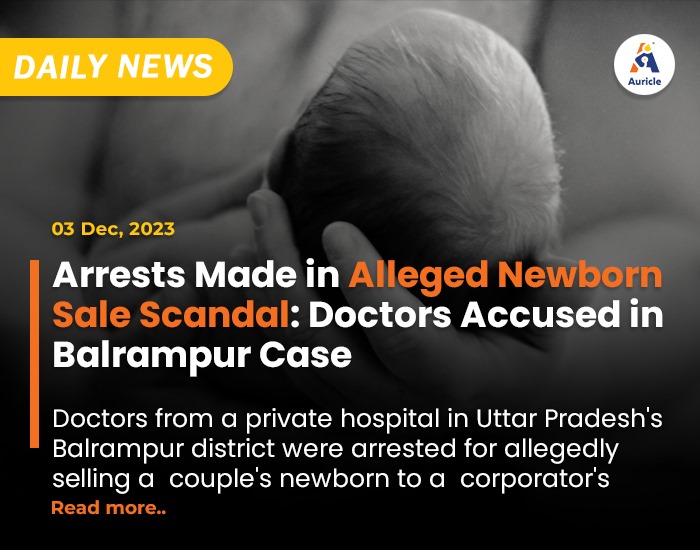 DAILY NEWS
Auricle
03 Dec, 2023
Arrests Made in Alleged Newborn
Sale Scandal: Doctors Accused in
Balrampur Case
Doctors from a private hospital in Uttar Pradesh's
Balrampur district were arrested for allegedly
selling a  couple's newborn to a  corporator's
Read more..